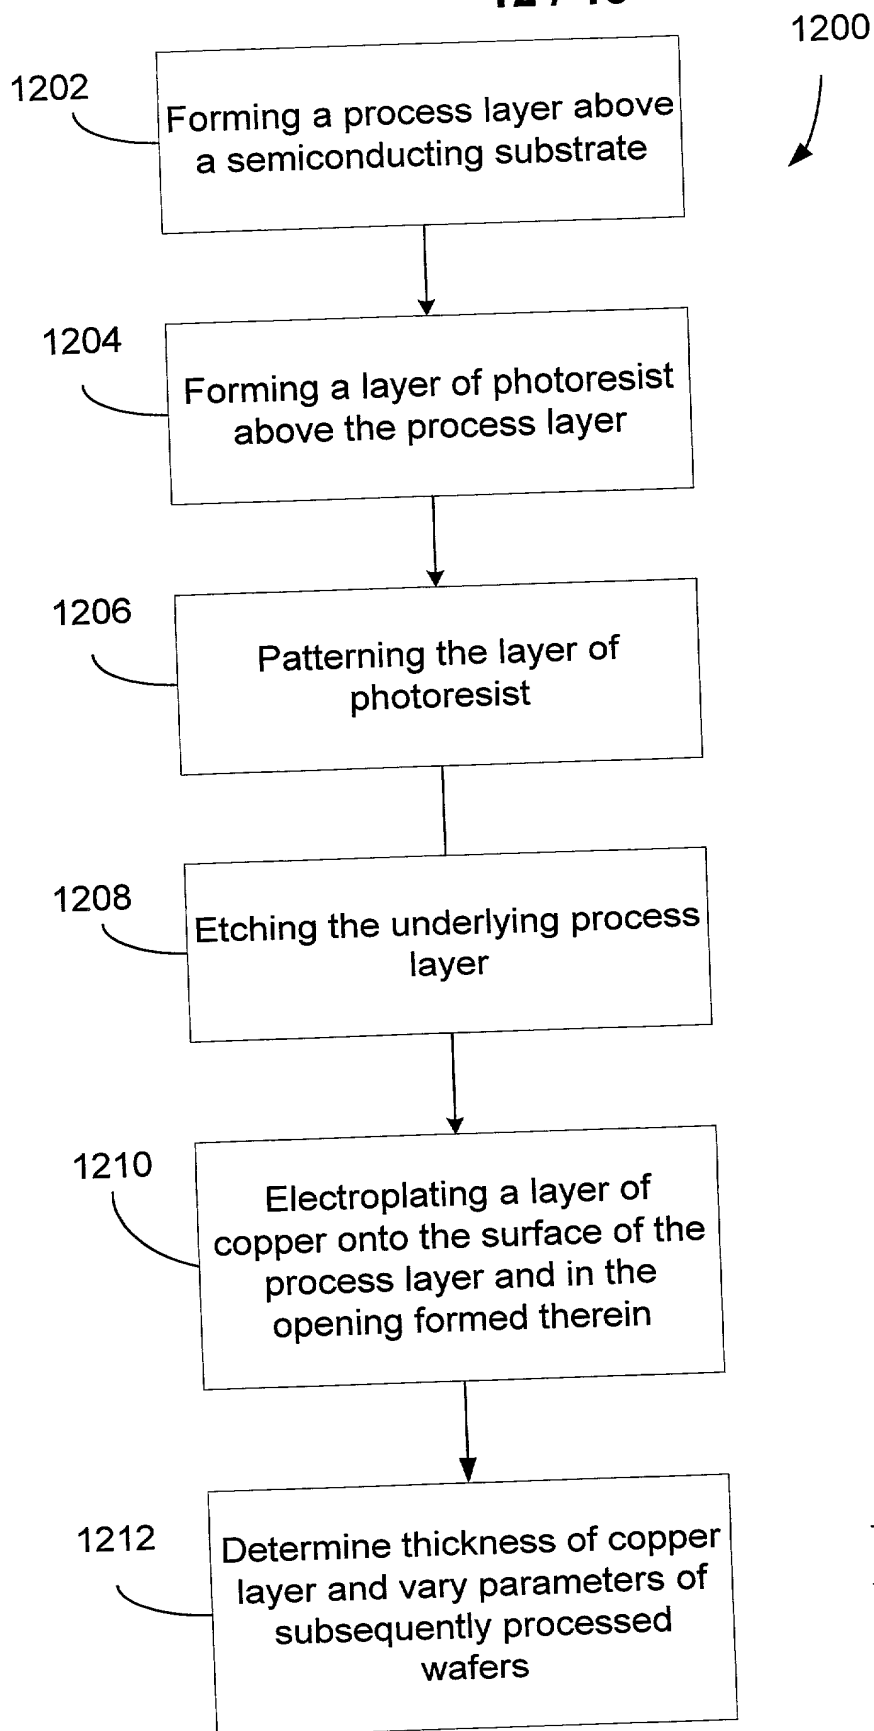 1200
1202
Forming a process layer above
a semiconducting substrate
1204
Forming a layer of photoresist
above the process layer
1206
Patterning the layer of
photoresist
1208
Etching the underlying process
layer
1210
Electroplating a layer of
copper onto the surface of the
process layer and in the
opening formed therein
1212
Determine thickness of copper
layer and vary parameters of
subsequently processed
wafers